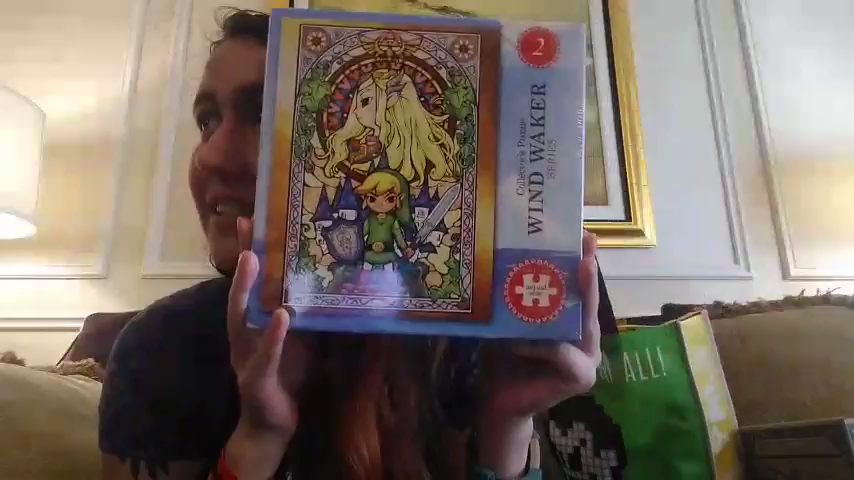 2
Collector's Puzzle
WIND WAKER
SERIES
M ALL!